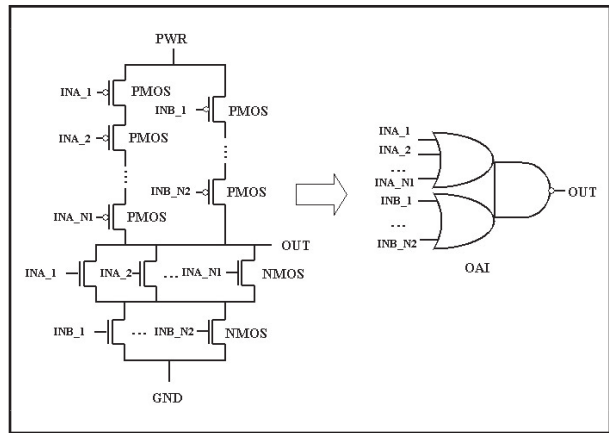 PWR
INA_1
PMOS
INB_1
PMOS
INA_2
PMOS
...
...
INB_N2
PMOS
INA_N1
PMOS
OUT
INA_1
INA_2
...
INA_N1
NMOS
INB_1
...
INB_N2
NMOS
GND
INA_1
INA_2
...
INA_N1
INB_1
...
INB_N2
OUT
OAI